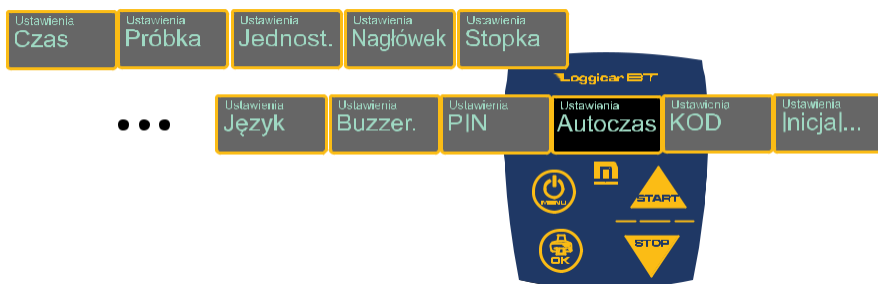 Ustawienia Ustawienia Ustawienia Ustawienia Ustawienia
Czas Próbka Jednost. Nagłówek Stopka
Loggicar BT
Ustawienia Ustawienia Ustawienia Ustawienia Ustawienia Ustawienia
••• Język Buzzer. PIN Autoczas KOD Inicjal...
MENU START
OK STOP